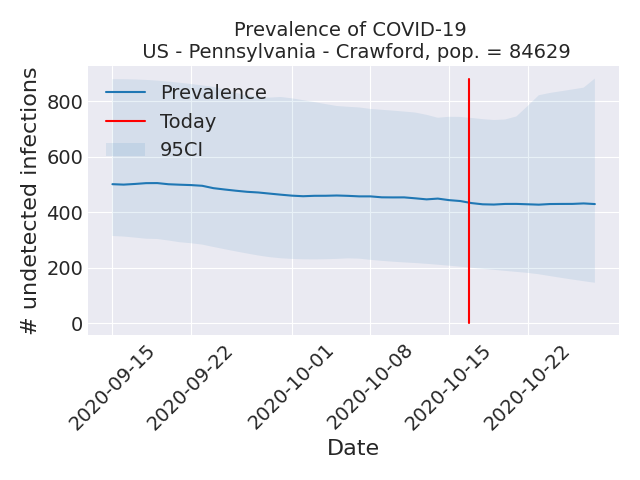 Prevalence of COVID-19
US - Pennsylvania - Crawford, pop. = 84629
# undetected infections
800
600
400
200
0
Prevalence
Today
95CI
2020-09-15
2020-09-22
2020-10-01
2020-10-08
2020-10-15
2020-10-22
Date